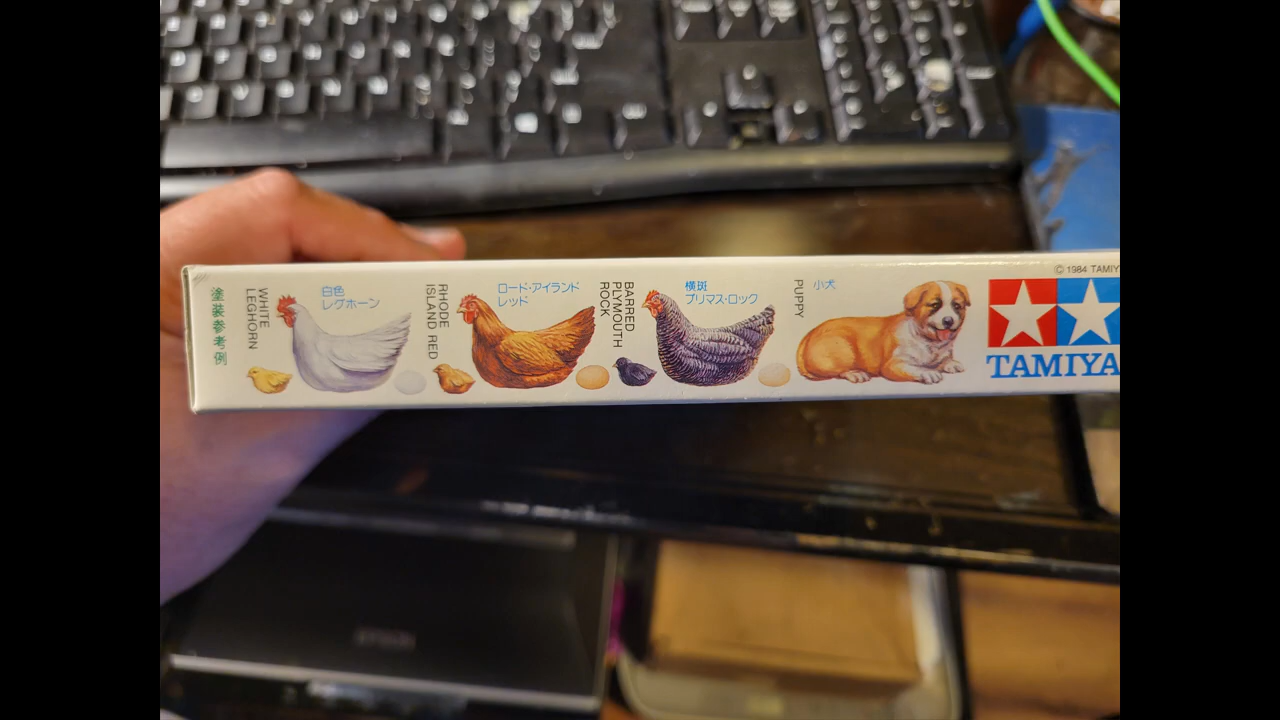 塗装参考例
WHITE
LEGHORN
白色
レグホーン
RHODE
ISLAND RED
ロード・アイランド
レッド
BARRED
PLYMOUTH
ROCK
横斑
プリマス・ロック
PUPPY
小犬
© 1984 TAMIY
TAMIYA
EPSON